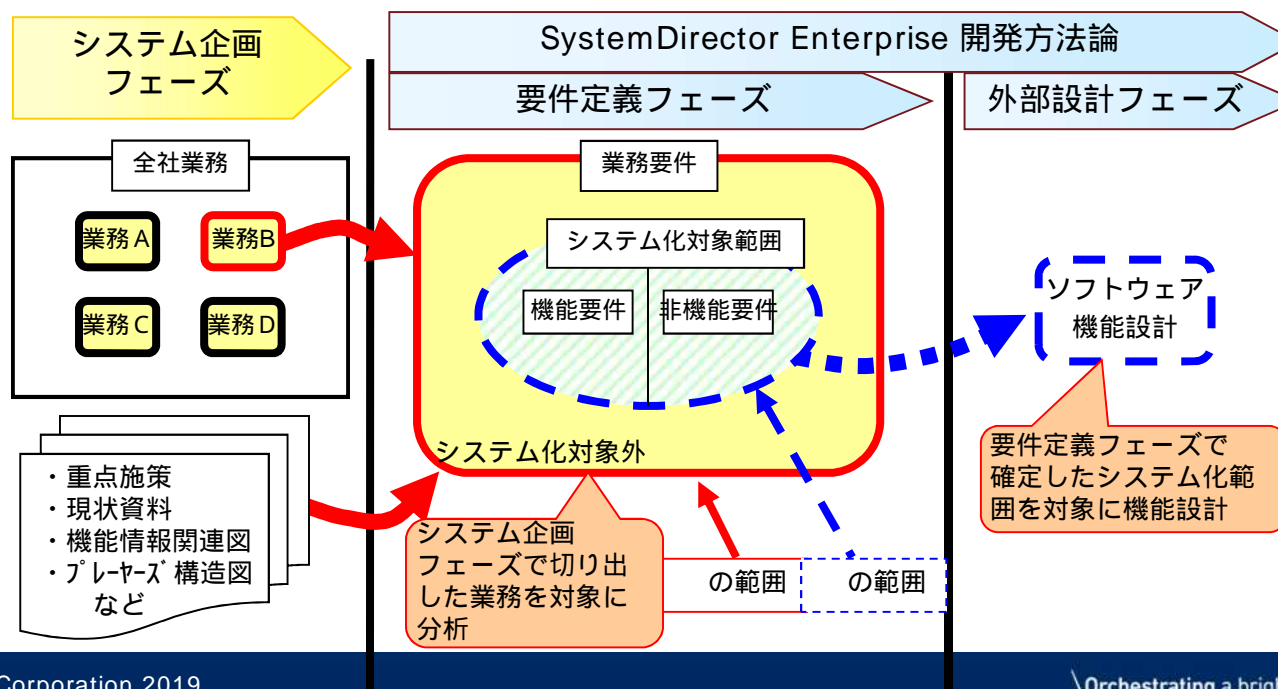 システム企画
フェーズ
SystemDirector Enterprise 開発方法論
要件定義フェーズ
外部設計フェーズ
全社業務
業務A
業務B
業務C
業務D
・重点施策
・現状資料
・機能情報関連図
・ﾌﾟﾚｰﾔｰｽﾞ構造図
など
業務要件
システム化対象範囲
機能要件
非機能要件
システム化対象外
システム企画
フェーズで切り出
した業務を対象に
分析
の範囲
の範囲
ソフトウェア
機能設計
要件定義フェーズで
確定したシステム化範
囲を対象に機能設計
Corporation 2019
\Orchestrating a brigh